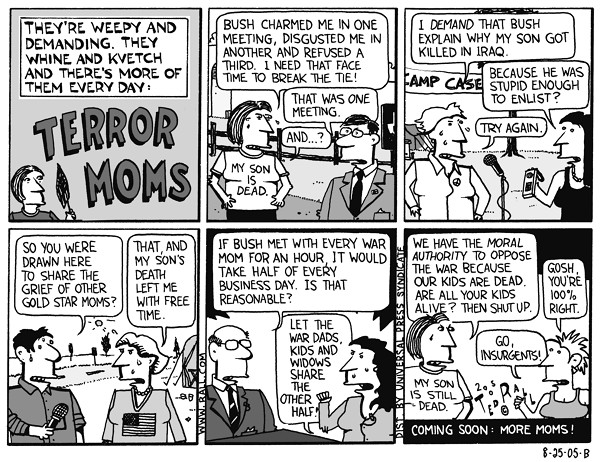 THEY'RE WEEPY AND
DEMANDING. THEY
WHINE AND KVETCH
AND THERE'S MORE OF
THEM EVERY DAY:
TERROR
MOMS
BUSH CHARMED ME IN ONE
MEETING, DISGUSTED ME IN
ANOTHER AND REFUSED A
THIRD. I NEED THAT FACE
TIME TO BREAK THE TIE!
THAT WAS ONE
MEETING.
AND...?
MY SON
IS
DEAD.
I DEMAND THAT BUSH
EXPLAIN WHY MY SON GOT
KILLED IN IRAQ.
CAMP CASE
BECAUSE HE WAS
STUPID ENOUGH
TO ENLIST?
TRY AGAIN.
SO YOU WERE
DRAWN HERE
TO SHARE THE
GRIEF OF OTHER
GOLD STAR MOMS?
THAT, AND
MY SON'S
DEATH
LEFT ME
WITH FREE
TIME.
WWW.RALL.COM
IF BUSH MET WITH EVERY WAR
MOM FOR AN HOUR, IT WOULD
TAKE HALF OF EVERY
BUSINESS DAY. IS THAT
REASONABLE?
LET THE
WAR DADS,
KIDS AND
WIDOWS
SHARE
THE
OTHER
HALF!
DIST. BY UNIVERSAL PRESS SYNDICATE
WE HAVE THE MORAL
AUTHORITY TO OPPOSE
THE WAR BECAUSE
OUR KIDS ARE DEAD.
ARE ALL YOUR KIDS
ALIVE? THEN SHUT UP.
GOSH,
YOU'RE
100%
RIGHT.
GO,
INSURGENTS!
MY SON
IS STILL
DEAD.
COMING SOON: MORE MOMS!
8-25-05-B